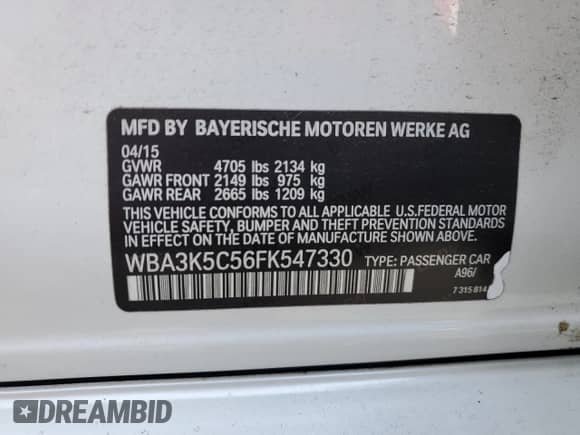 MFD BY BAYERISCHE MOTOREN WERKE AG
04/15
GVWR 4705 lbs 2134 kg
GAWR FRONT 2149 lbs 975 kg
GAWR REAR 2665 lbs 1209 kg
THIS VEHICLE CONFORMS TO ALL APPLICABLE U.S.FEDERAL MOTOR
VEHICLE SAFETY, BUMPER AND THEFT PREVENTION STANDARDS
IN EFFECT ON THE DATE OF MANUFACTURE SHOWN ABOVE.
WBA3K5C56FK547330 TYPE: PASSENGER CAR
A96/
7 315 814
DREAMBID